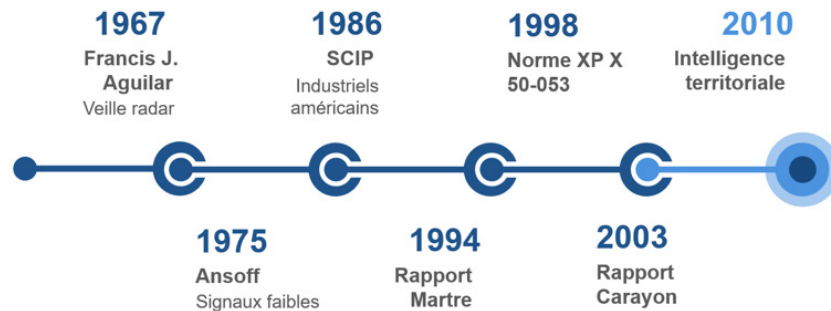 1967
Francis J.
Aguilar
Veille radar
1986
SCIP
Industriels
américains
1998
Norme XP X
50-053
2010
Intelligence
territoriale
1975
Ansoff
Signaux faibles
1994
Rapport
Martre
2003
Rapport
Carayon